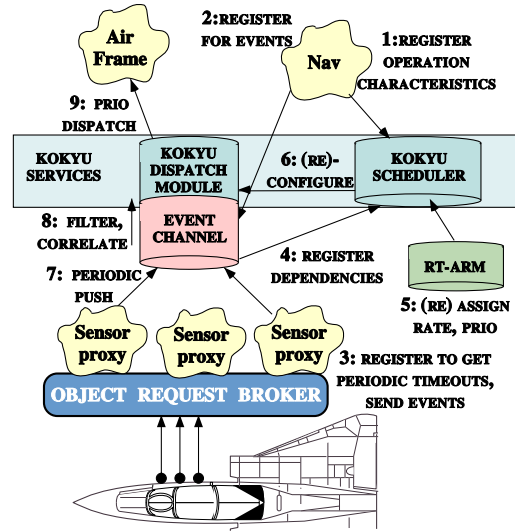 2:REGISTER
FOR EVENTS
1:REGISTER
OPERATION
CHARACTERISTICS
Air
Frame
Nav
9: PRIO
DISPATCH
KOKYU
SERVICES
KOKYU
DISPATCH
MODULE
6: (RE)-
CONFIGURE
KOKYU
SCHEDULER
8: FILTER,
CORRELATE
EVENT
CHANNEL
4: REGISTER
DEPENDENCIES
RT-ARM
7: PERIODIC
PUSH
5: (RE) ASSIGN
RATE, PRIO
Sensor
proxy
Sensor
proxy
Sensor
proxy
3: REGISTER TO GET
PERIODIC TIMEOUTS,
SEND EVENTS
OBJECT REQUEST BROKER